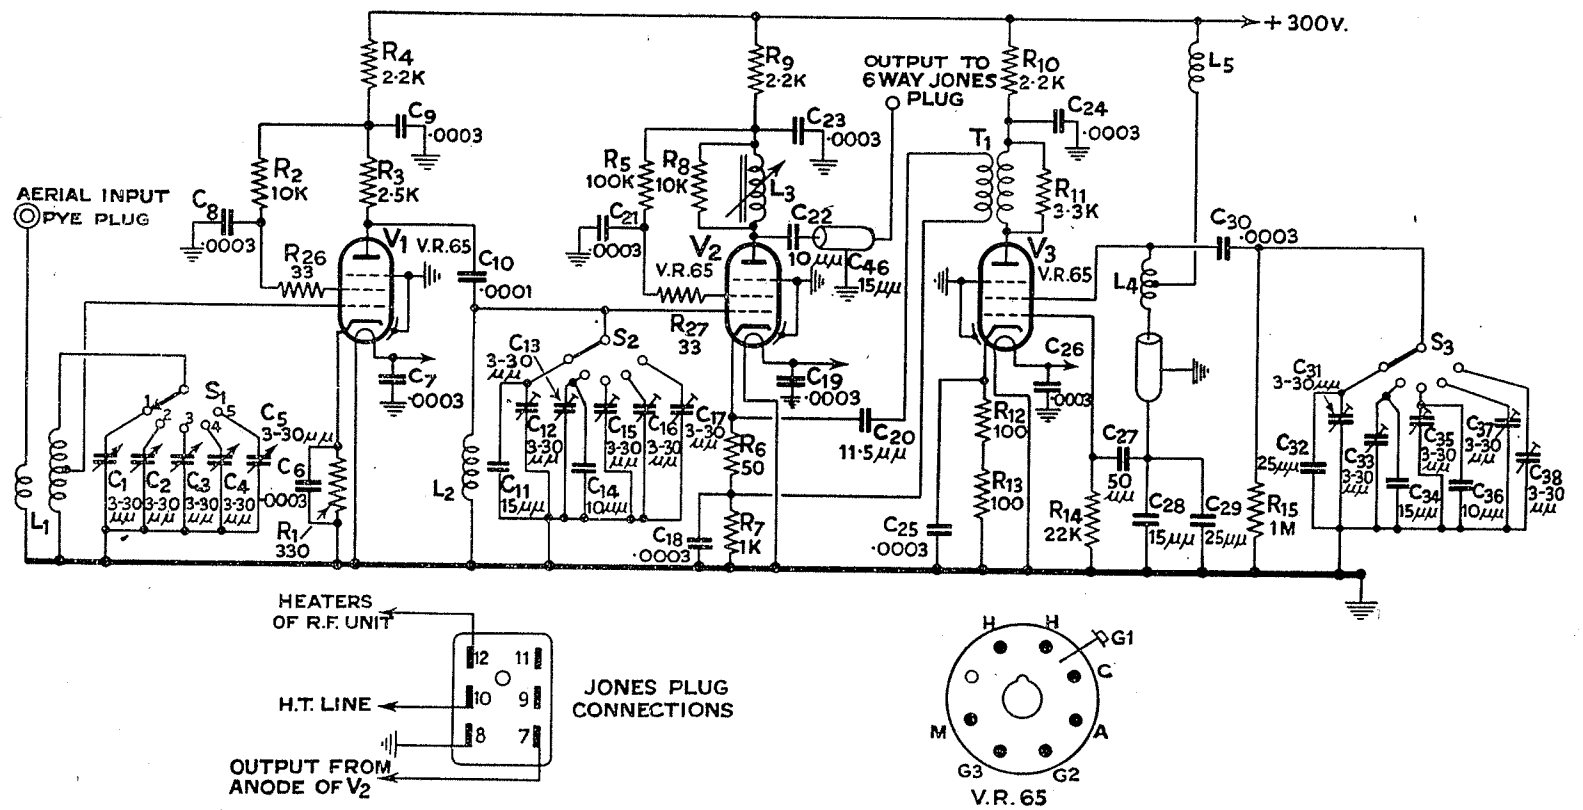 + 300V.
R4
2·2K
R9
2·2K
OUTPUT TO
6 WAY JONES
PLUG
R10
2·2K
L5
C9
·0003
C23
·0003
C24
·0003
R2
10K
R3
2·5K
R5
100K
R8
10K
L3
T1
R11
3·3K
AERIAL INPUT
PYE PLUG
C8
·0003
V1
V.R.65
C21
·0003
V2
V.R.65
C22
10μμ
C46
15μμ
V3
V.R.65
C30
·0003
R26
33
C10
·0001
R27
33
L4
S1
1
2
3
4
5
C7
·0003
S2
C13
3-30
μμ
C19
·0003
C26
·0003
S3
C31
3-30μμ
C5
3-30μμ
C1
3-30
μμ
C2
3-30
μμ
C3
3-30
μμ
C4
3-30
μμ
C6
·0003
R1
330
L1
L2
C11
15μμ
C12
3-30
μμ
C14
10μμ
C15
3-30
μμ
C16
3-30
μμ
C17
3-30
μμ
R6
50
C20
11·5μμ
R7
1K
C18
·0003
C25
·0003
R12
100
R13
100
R14
22K
C27
50
μμ
C28
15μμ
C29
25μμ
R15
1M
C32
25μμ
C33
3-30
μμ
C34
15μμ
C35
3-30
μμ
C36
10μμ
C37
3-30
μμ
C38
3-30
μμ
HEATERS
OF R.F. UNIT
H.T. LINE
OUTPUT FROM
ANODE OF V2
12
11
10
9
8
7
JONES PLUG
CONNECTIONS
H
H
G1
C
A
G2
G3
M
V.R.65